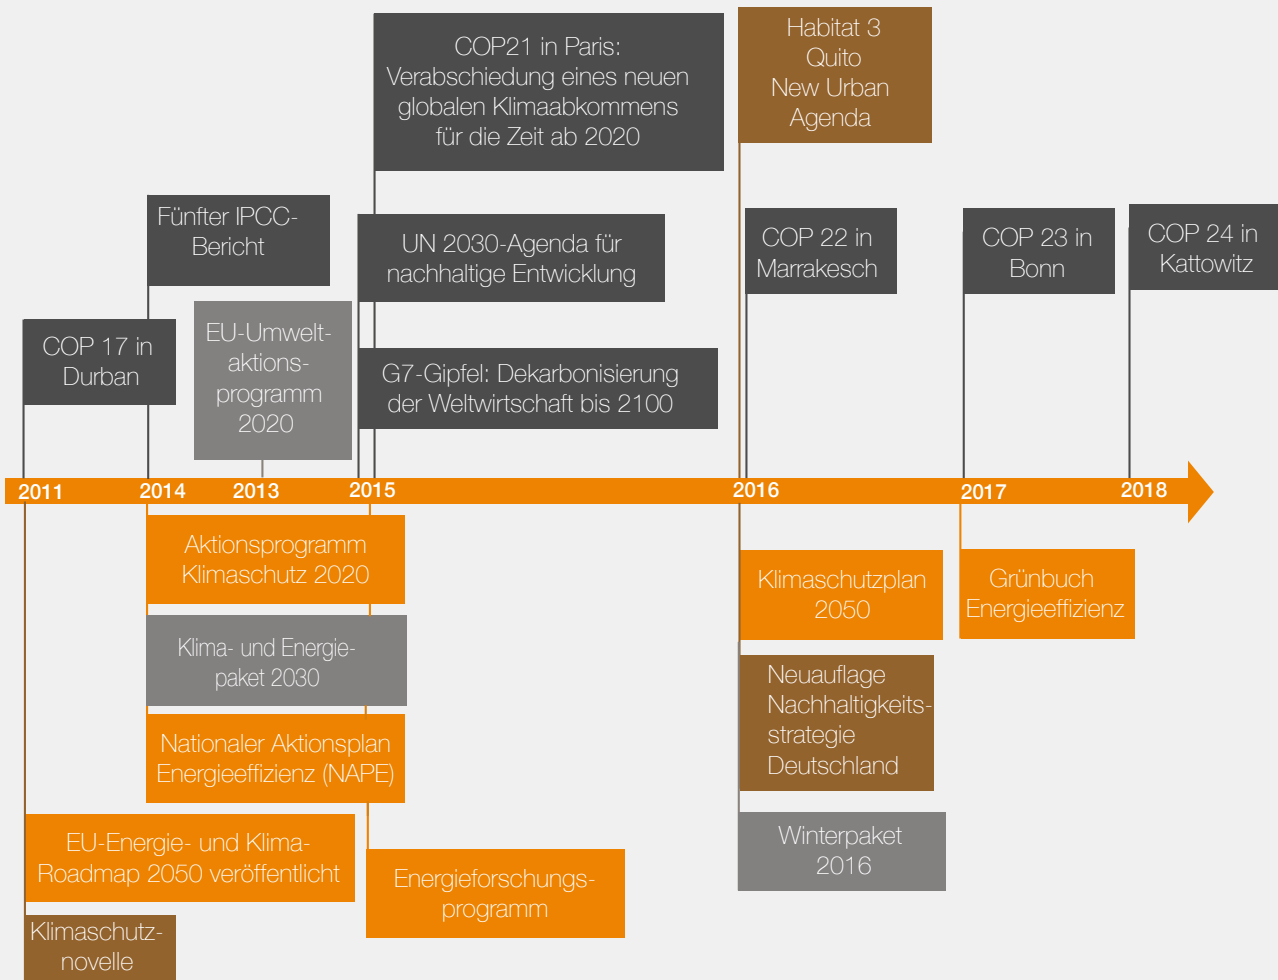 COP21 in Paris:
Verabschiedung eines neuen
globalen Klimaabkommens
für die Zeit ab 2020
Habitat 3
Quito
New Urban
Agenda
Fünfter IPCC-
Bericht
UN 2030-Agenda für
nachhaltige Entwicklung
COP 22 in
Marrakesch
COP 23 in
Bonn
COP 24 in
Kattowitz
COP 17 in
Durban
EU-Umwelt-
aktions-
programm
2020
G7-Gipfel: Dekarbonisierung
der Weltwirtschaft bis 2100
2011
2014
2013
2015
2016
2017
2018
Aktionsprogramm
Klimaschutz 2020
Klima- und Energie-
paket 2030
Nationaler Aktionsplan
Energieeffizienz (NAPE)
EU-Energie- und Klima-
Roadmap 2050 veröffentlicht
Klimaschutz-
novelle
Energieforschungs-
programm
Klimaschutzplan
2050
Neuauflage
Nachhaltigkeits-
strategie
Deutschland
Winterpaket
2016
Grünbuch
Energieeffizienz